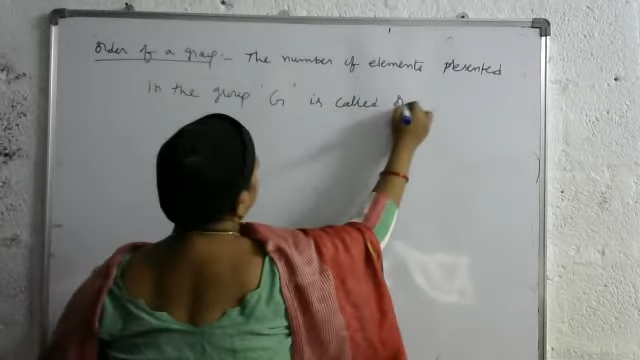 Order of a group :- The number of elements presented
in the group 'G' is called